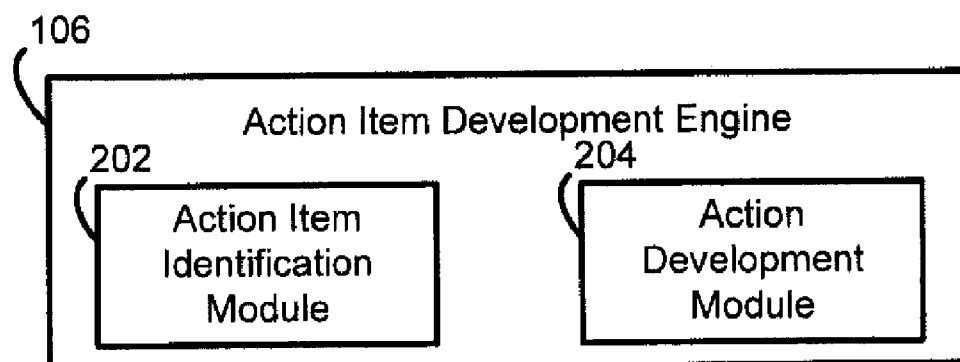 106
Action Item Development Engine
202
Action Item
Identification
Module
204
Action
Development
Module